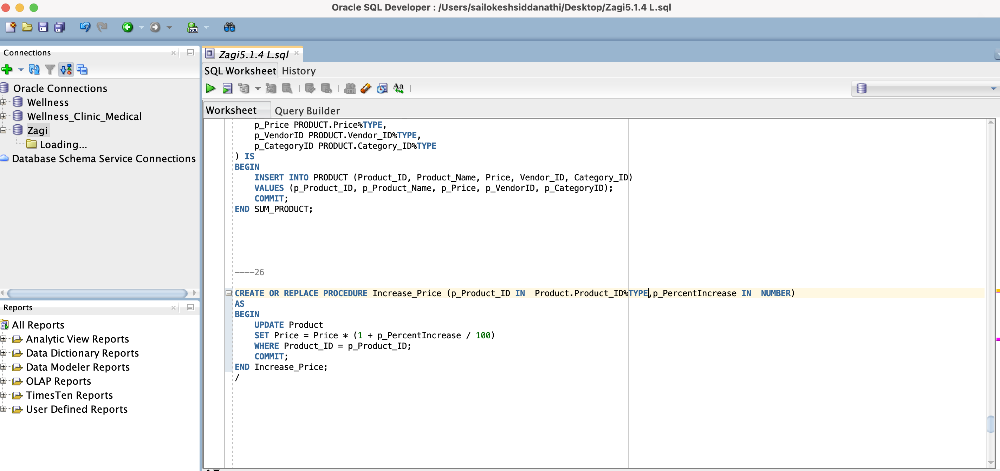 Oracle SQL Developer : /Users/sailokeshsiddanathi/Desktop/Zagi5.1.4 L.sql
Connections
Oracle Connections
Wellness
Wellness_Clinic_Medical
Zagi
Loading...
Database Schema Service Connections
Reports
All Reports
Analytic View Reports
Data Dictionary Reports
Data Modeler Reports
OLAP Reports
TimesTen Reports
User Defined Reports
Zagi5.1.4 L.sql
SQL Worksheet History
Worksheet Query Builder
p_Price PRODUCT.Price%TYPE,
p_VendorID PRODUCT.Vendor_ID%TYPE,
p_CategoryID PRODUCT.Category_ID%TYPE
) IS
BEGIN
INSERT INTO PRODUCT (Product_ID, Product_Name, Price, Vendor_ID, Category_ID)
VALUES (p_Product_ID, p_Product_Name, p_Price, p_VendorID, p_CategoryID);
COMMIT;
END SUM_PRODUCT;
----26
CREATE OR REPLACE PROCEDURE Increase_Price (p_Product_ID IN  Product.Product_ID%TYPE,p_PercentIncrease IN  NUMBER)
AS
BEGIN
UPDATE Product
SET Price = Price * (1 + p_PercentIncrease / 100)
WHERE Product_ID = p_Product_ID;
COMMIT;
END Increase_Price;
/